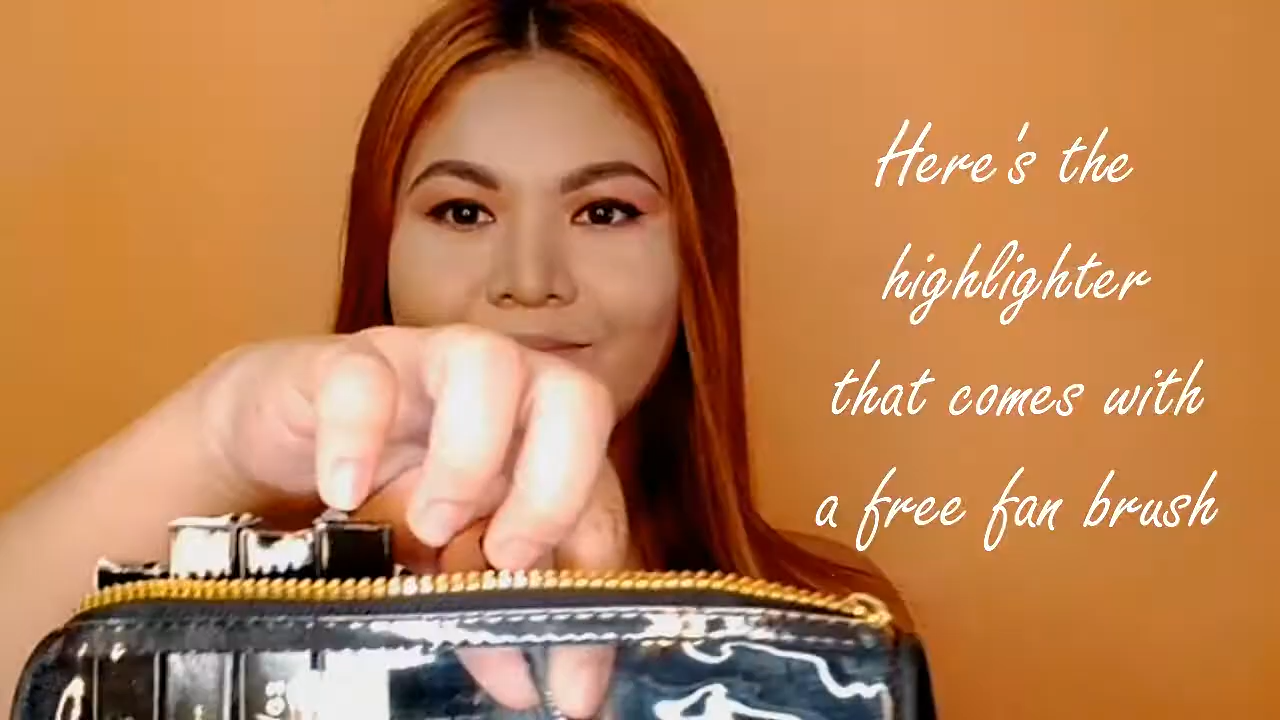 Here's the
highlighter
that comes with
a free fan brush